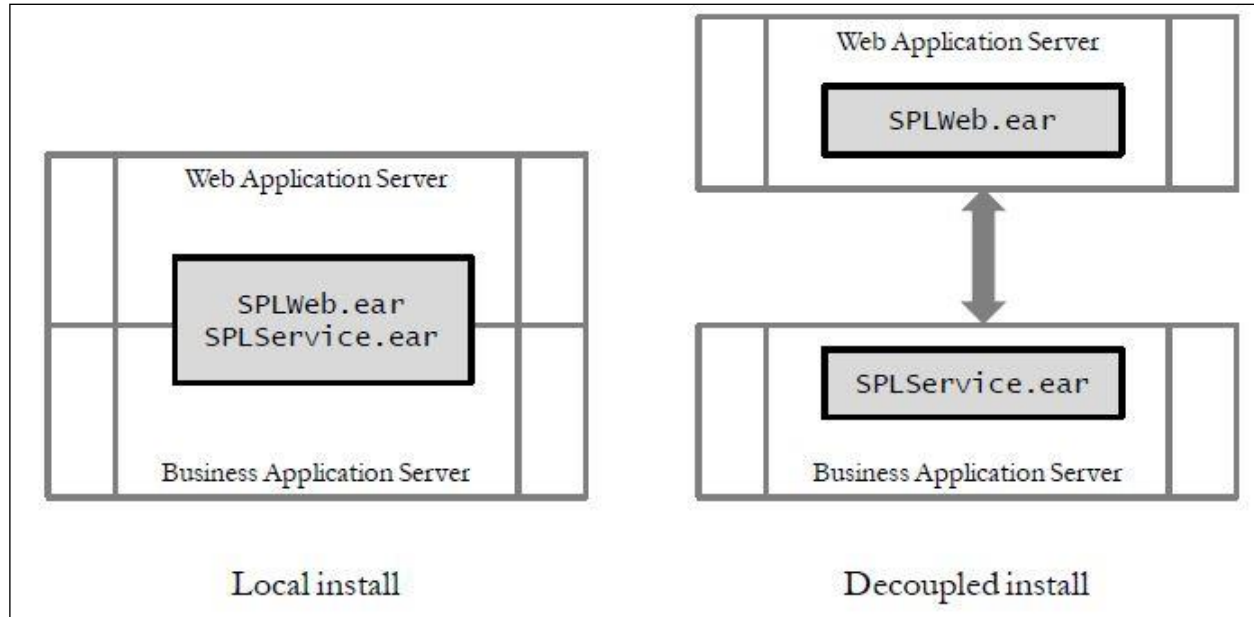 Web Application Server
SPLWeb.ear
SPLService.ear
Business Application Server
Local install
Web Application Server
SPLWeb.ear
SPLService.ear
Business Application Server
Decoupled install